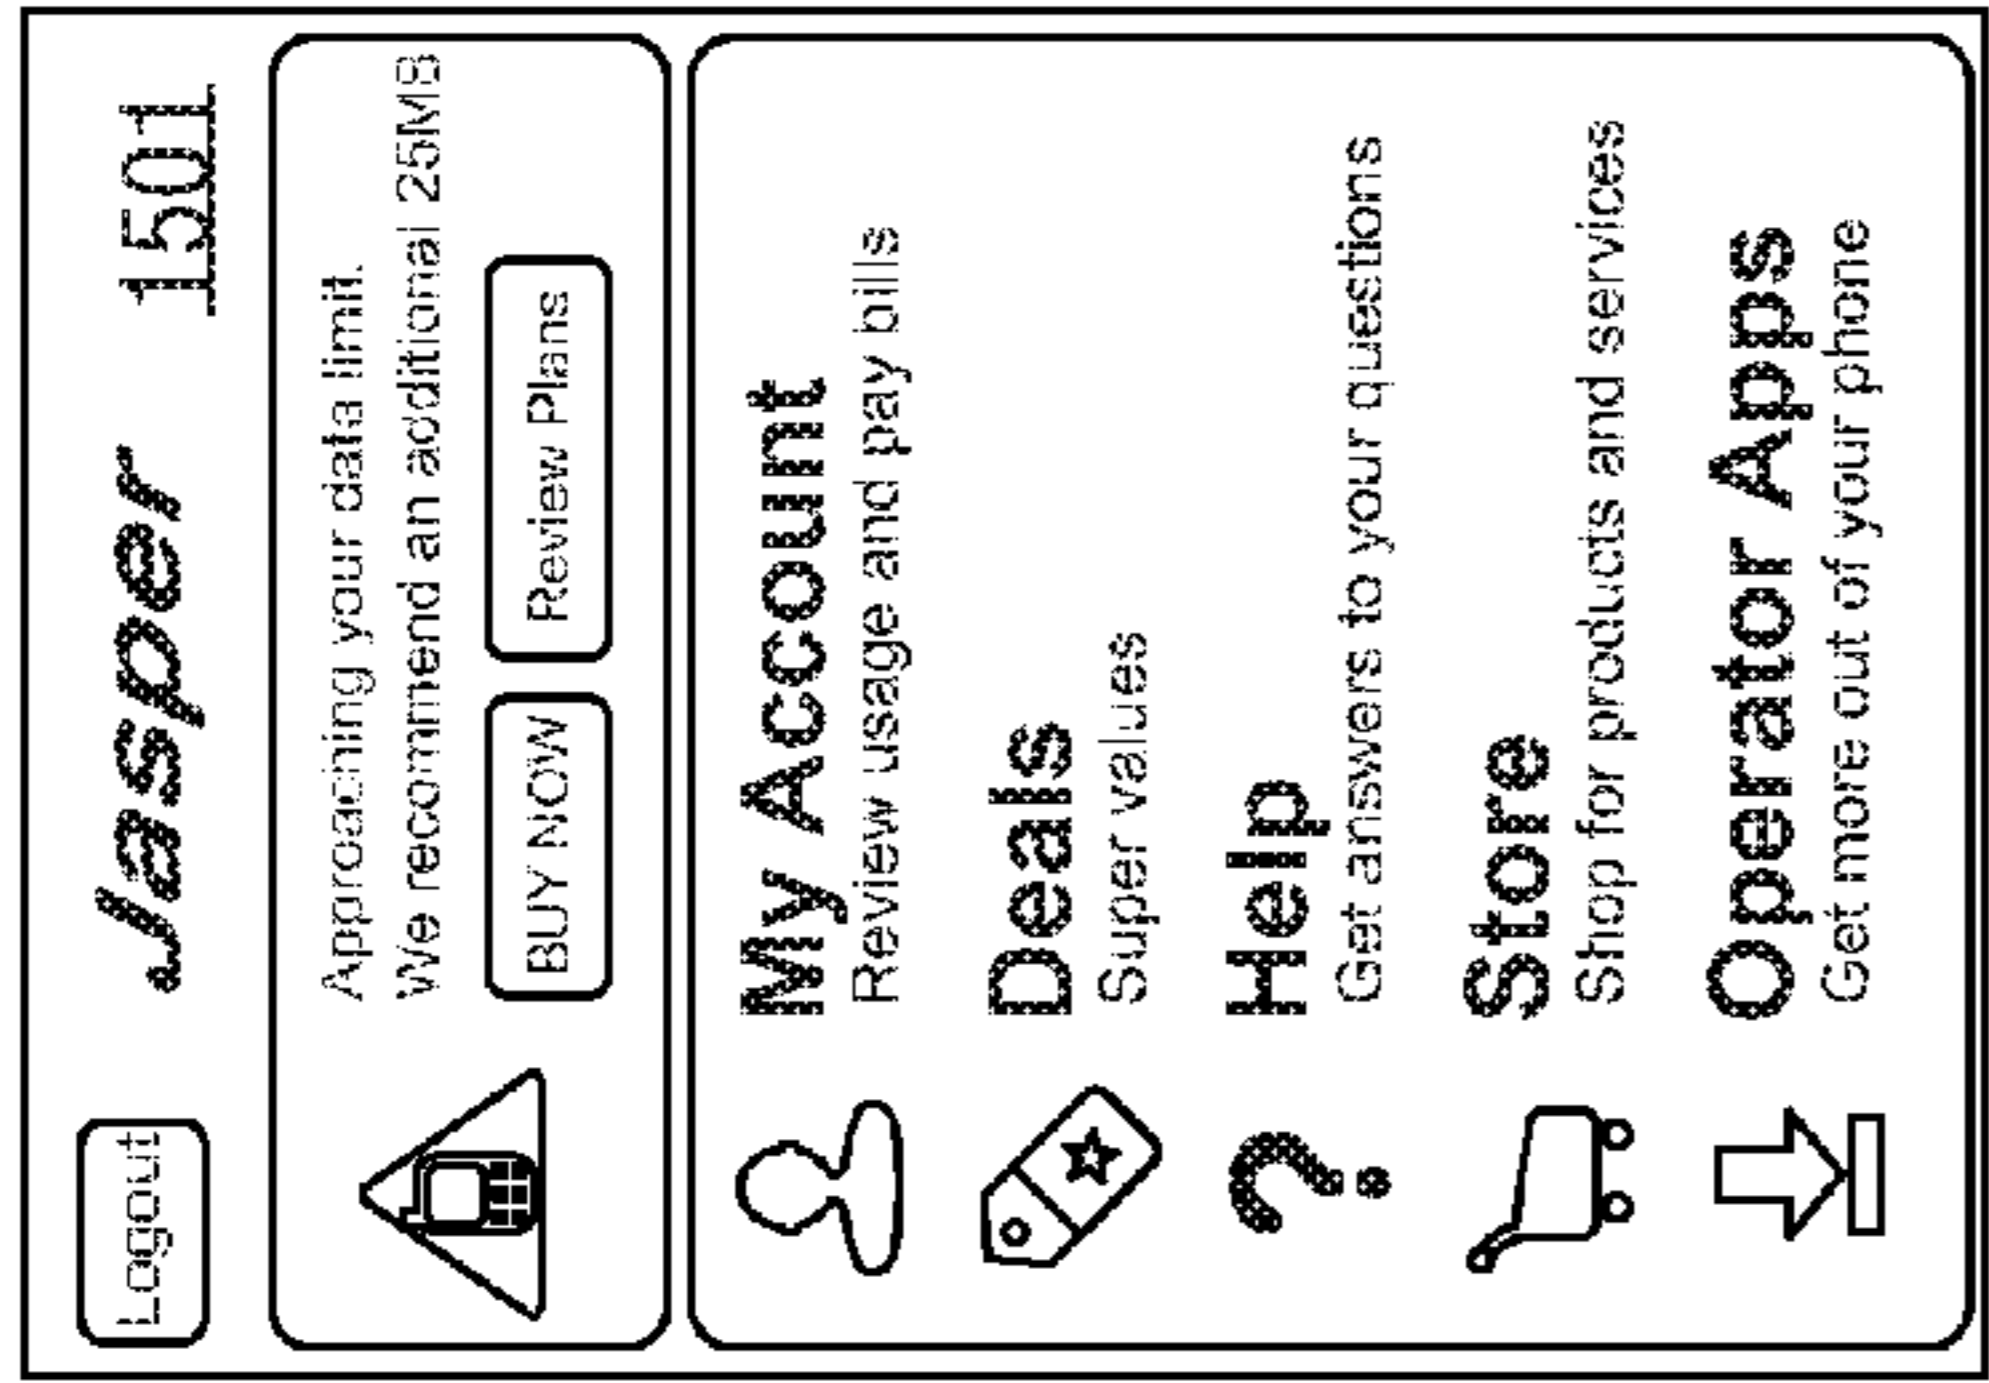 Logout
Jasper
1501
Approaching your data limit.
We recommend an additional 25MB
BUY NOW
Review Plans
My Account
Review usage and pay bills
Deals
Super values
Help
Get answers to your questions
Store
Shop for products and services
Operator Apps
Get more out of your phone